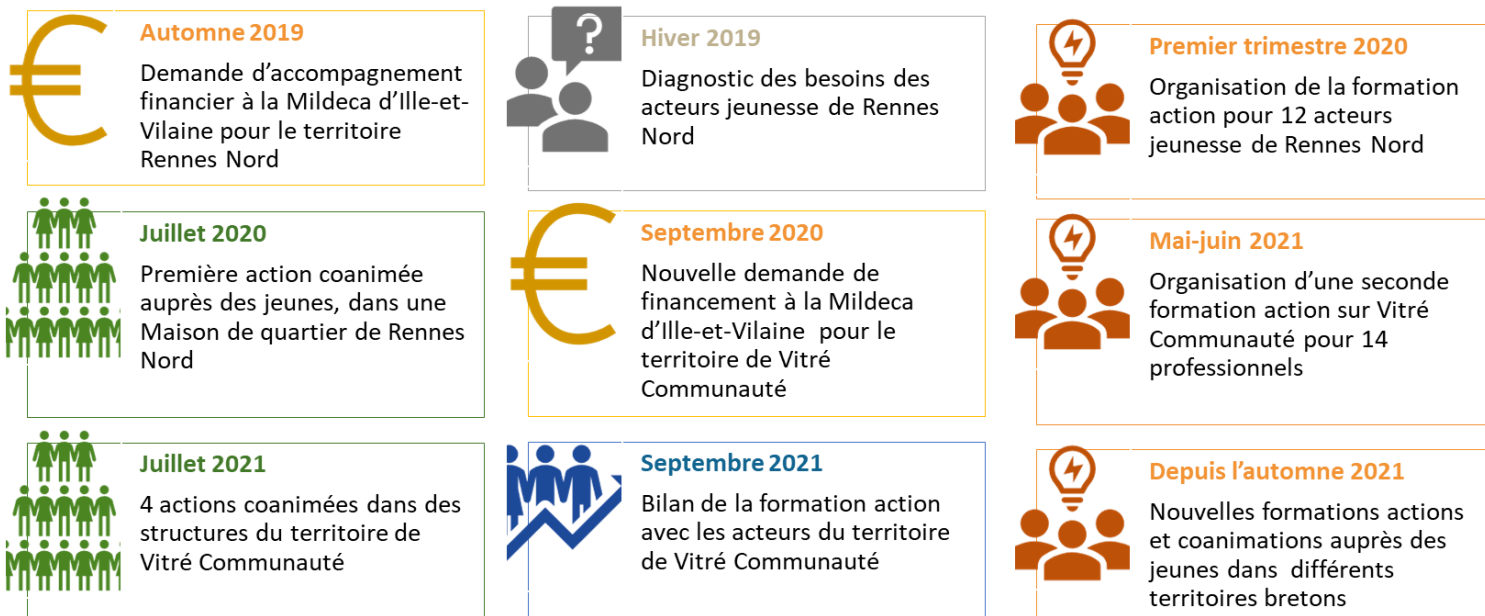 Automne 2019
Demande d’accompagnement
financier à la Mildeca d’Ille-et-
Vilaine pour le territoire
Rennes Nord
?
Hiver 2019
Diagnostic des besoins des
acteurs jeunesse de Rennes
Nord
Premier trimestre 2020
Organisation de la formation
action pour 12 acteurs
jeunesse de Rennes Nord
Juillet 2020
Première action coanimée
auprès des jeunes, dans une
Maison de quartier de Rennes
Nord
Septembre 2020
Nouvelle demande de
financement à la Mildeca
d’Ille-et-Vilaine pour le
territoire de Vitré
Communauté
Mai-juin 2021
Organisation d’une seconde
formation action sur Vitré
Communauté pour 14
professionnels
Juillet 2021
4 actions coanimées dans des
structures du territoire de
Vitré Communauté
Septembre 2021
Bilan de la formation action
avec les acteurs du territoire
de Vitré Communauté
Depuis l’automne 2021
Nouvelles formations actions
et coanimations auprès des
jeunes dans différents
territoires bretons